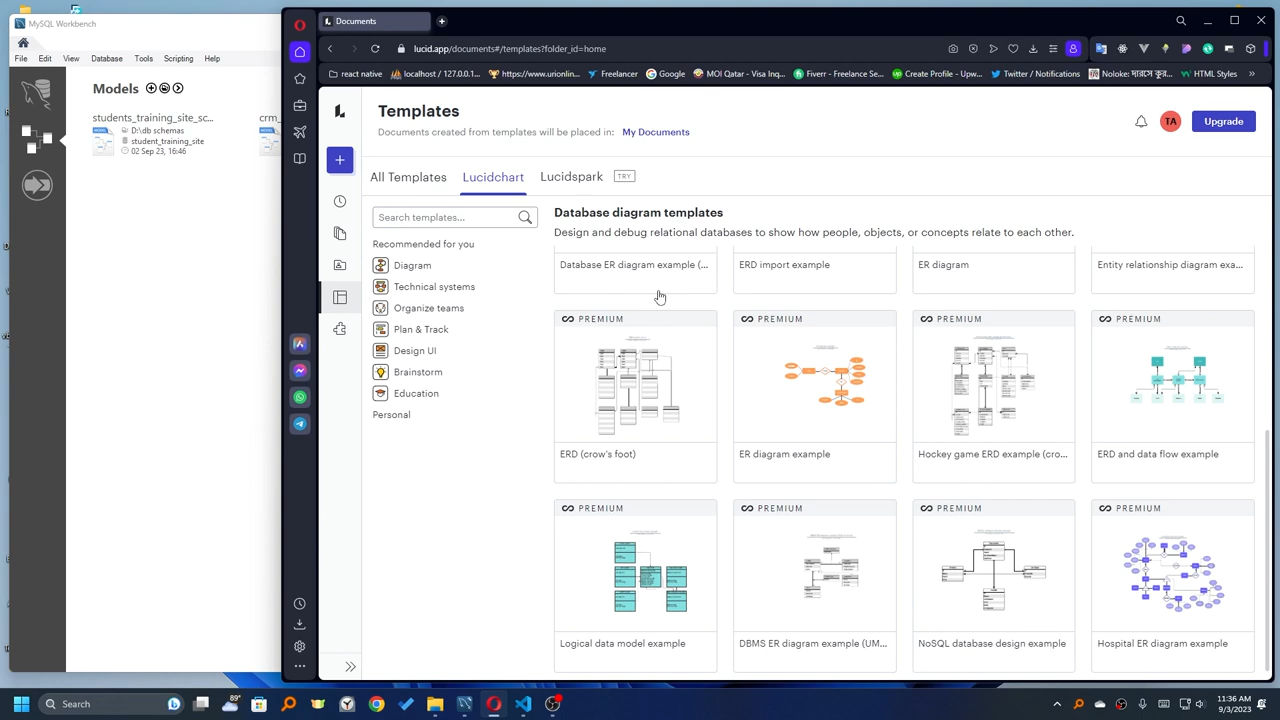 MySQL Workbench
File Edit View Database Tools Scripting Help
Models
students_training_site_sc...
D:\db schemas
student_training_site
02 Sep 23, 16:46
crm_
Documents
lucid.app/documents#/templates?folder_id=home
react native
localhost / 127.0.0.1...
https://www.urionlin...
Freelancer
Google
MOI Qatar - Visa Inq...
Fiverr - Freelance Se...
Create Profile - Upw...
Twitter / Notifications
HTML Styles
Templates
Documents created from templates will be placed in: My Documents
TA
Upgrade
All Templates Lucidchart Lucidspark TRY
Search templates...
Recommended for you
Diagram
Technical systems
Organize teams
Plan & Track
Design UI
Brainstorm
Education
Personal
Database diagram templates
Design and debug relational databases to show how people, objects, or concepts relate to each other.
Database ER diagram example (...
ERD import example
ER diagram
Entity relationship diagram exa...
PREMIUM
PREMIUM
PREMIUM
PREMIUM
ERD (crow's foot)
ER diagram example
Hockey game ERD example (cro...
ERD and data flow example
PREMIUM
PREMIUM
PREMIUM
PREMIUM
Logical data model example
DBMS ER diagram example (UM...
NoSQL database design example
Hospital ER diagram example
Search
89°
11:36 AM
9/3/2023